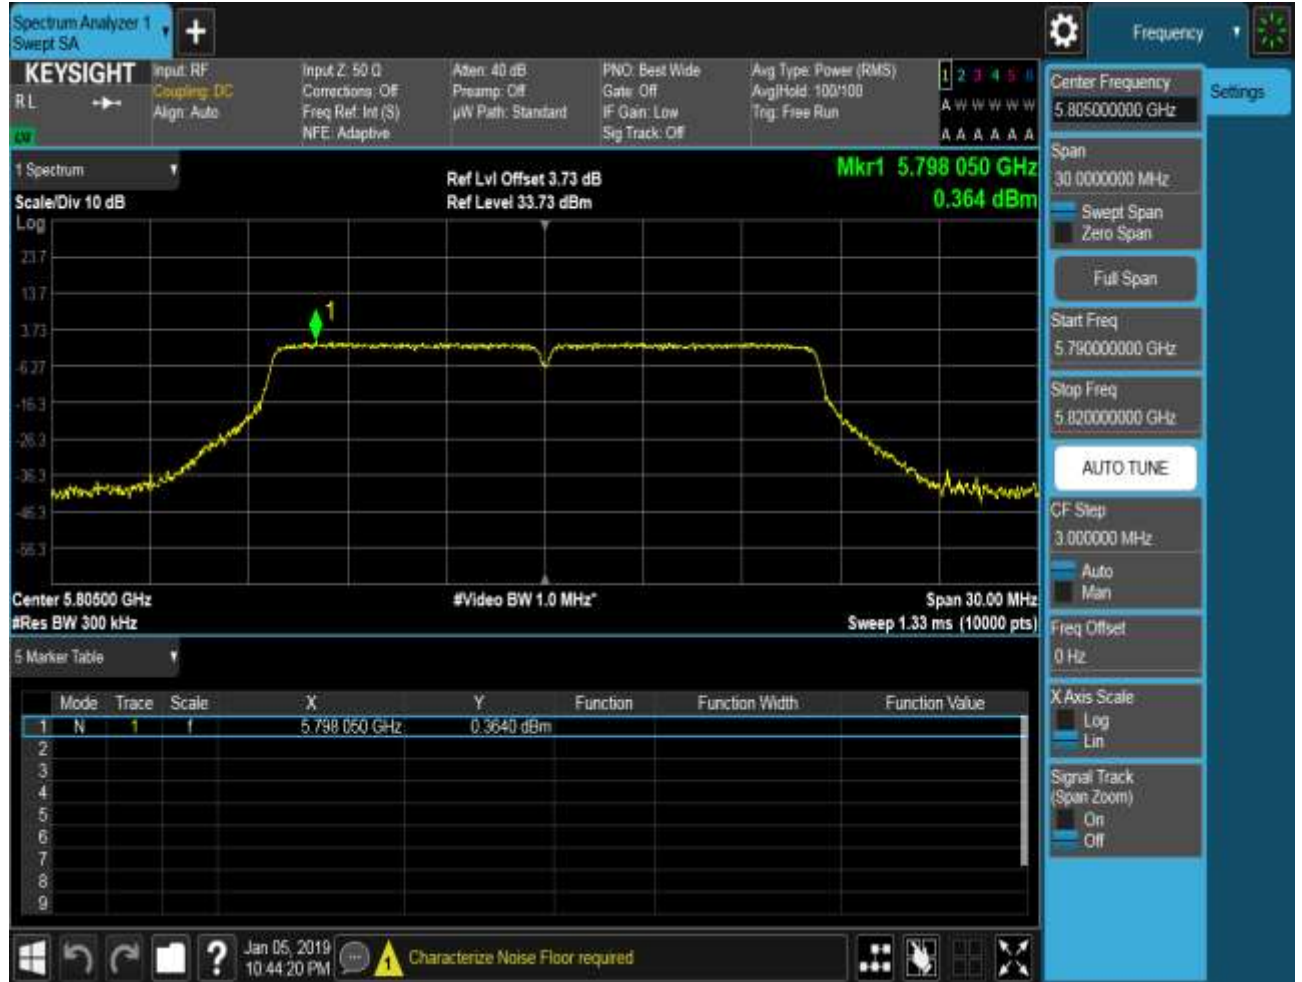 Spectrum Analyzer 1
Swept SA
+
Frequency
KEYSIGHT
RL
Input: RF
Coupling: DC
Align: Auto
Input Z: 50 Ω
Corrections: Off
Freq Ref: Int (S)
NFE: Adaptive
Atten: 40 dB
Preamp: Off
µW Path: Standard
PNO: Best Wide
Gate: Off
IF Gain: Low
Sig Track: Off
Avg Type: Power (RMS)
Avg|Hold: 100/100
Trig: Free Run
1 2 3 4 5 6
A W W W W W
A A A A A A
1 Spectrum
Scale/Div 10 dB
Ref Lvl Offset 3.73 dB
Ref Level 33.73 dBm
Mkr1 5.798 050 GHz
0.364 dBm
Log
23.7
13.7
3.73
-6.27
-16.3
-26.3
-36.3
-46.3
-56.3
1
Center 5.80500 GHz
#Res BW 300 kHz
#Video BW 1.0 MHz*
Span 30.00 MHz
Sweep 1.33 ms (10000 pts)
5 Marker Table
Mode Trace Scale X Y Function Function Width Function Value
1 N 1 f 5.798 050 GHz 0.3640 dBm
2
3
4
5
6
7
8
9
Center Frequency
5.805000000 GHz
Settings
Span
30.0000000 MHz
Swept Span
Zero Span
Full Span
Start Freq
5.790000000 GHz
Stop Freq
5.820000000 GHz
AUTO TUNE
CF Step
3.000000 MHz
Auto
Man
Freq Offset
0 Hz
X Axis Scale
Log
Lin
Signal Track
(Span Zoom)
On
Off
?
Jan 05, 2019
10:44:20 PM
1
Characterize Noise Floor required